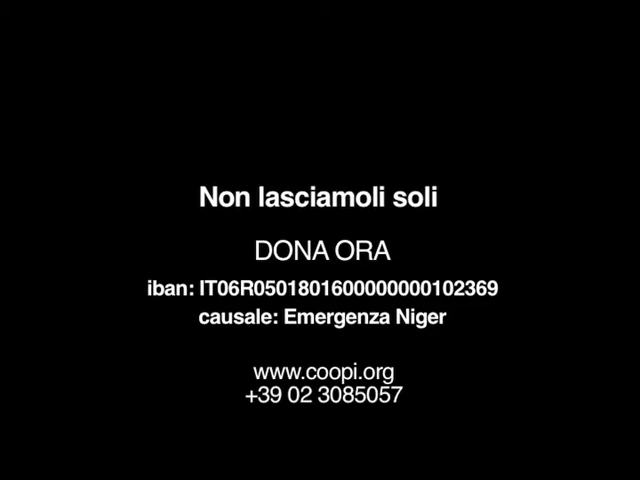 Non lasciamoli soli
DONA ORA
iban: IT06R0501801600000000102369
causale: Emergenza Niger
www.coopi.org
+39 02 3085057